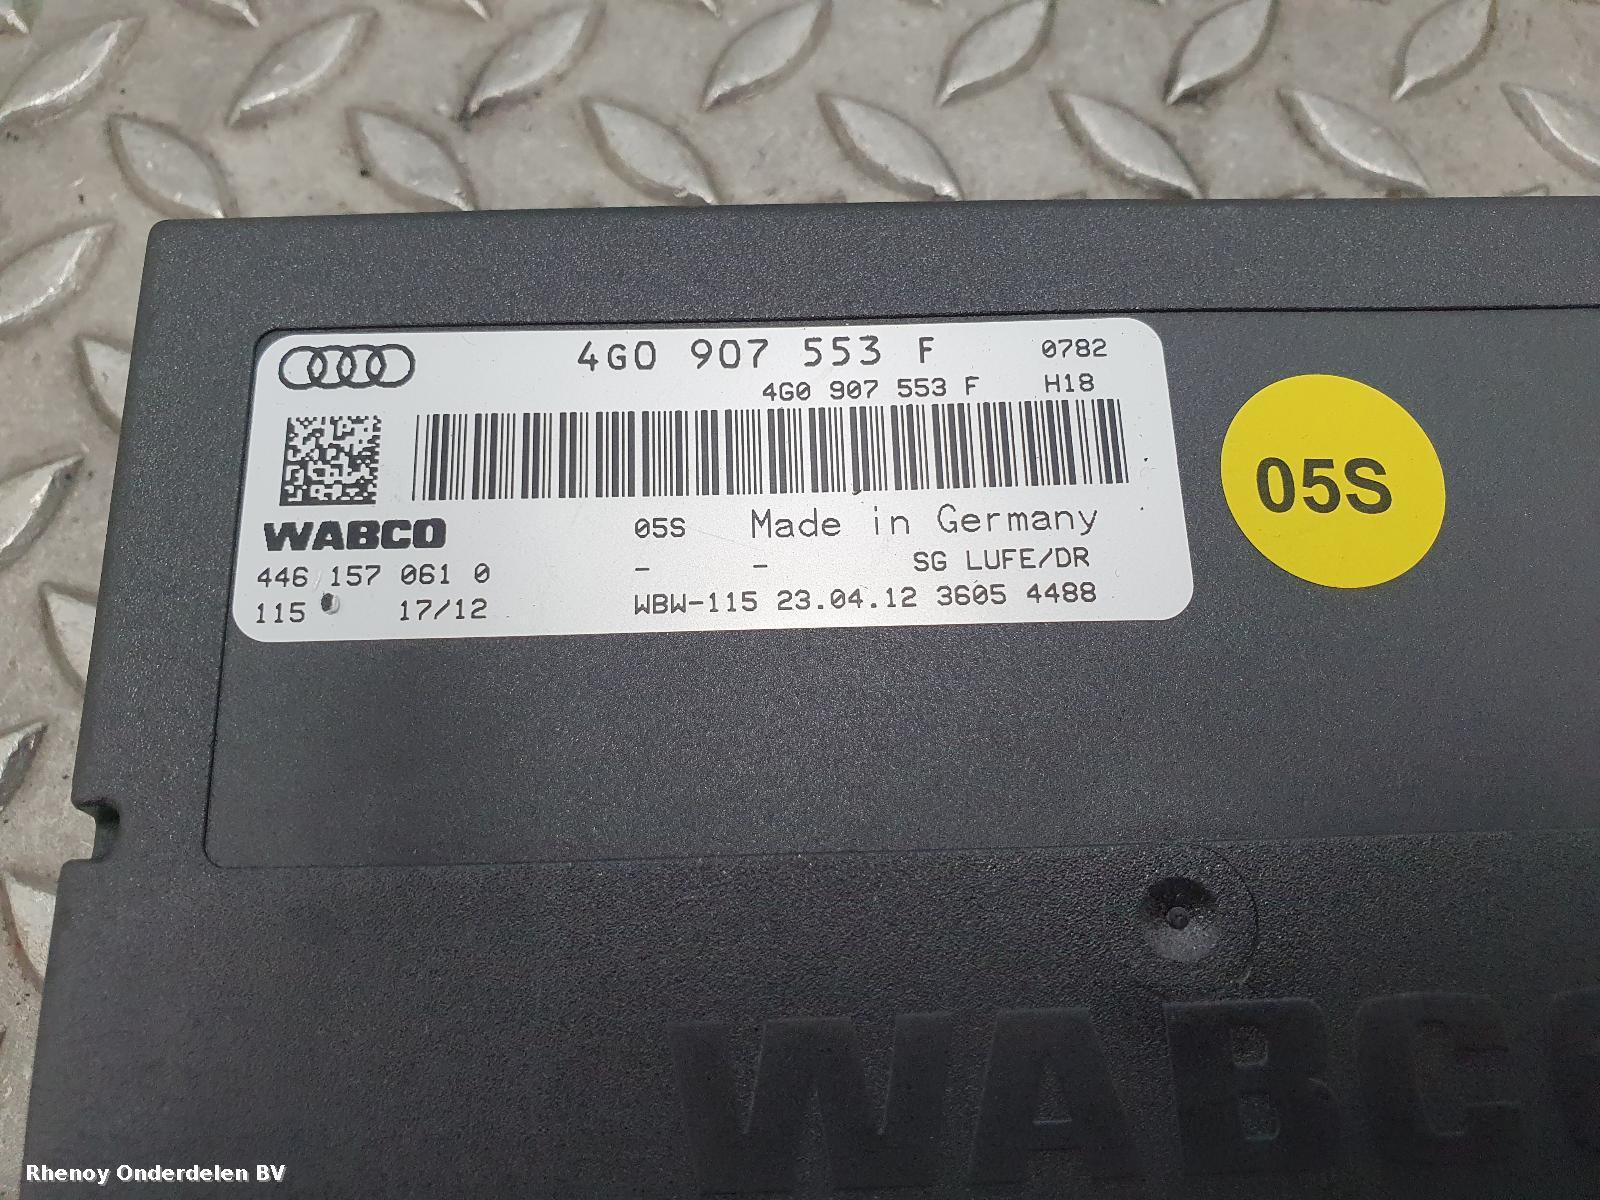 4G0 907 553 F 0782
4G0 907 553 F H18
WABCO 05S Made in Germany
446 157 061 0 - - SG LUFE/DR
115 17/12 WBW-115 23.04.12 3605 4488
05S
WABCO
Rhenoy Onderdelen BV